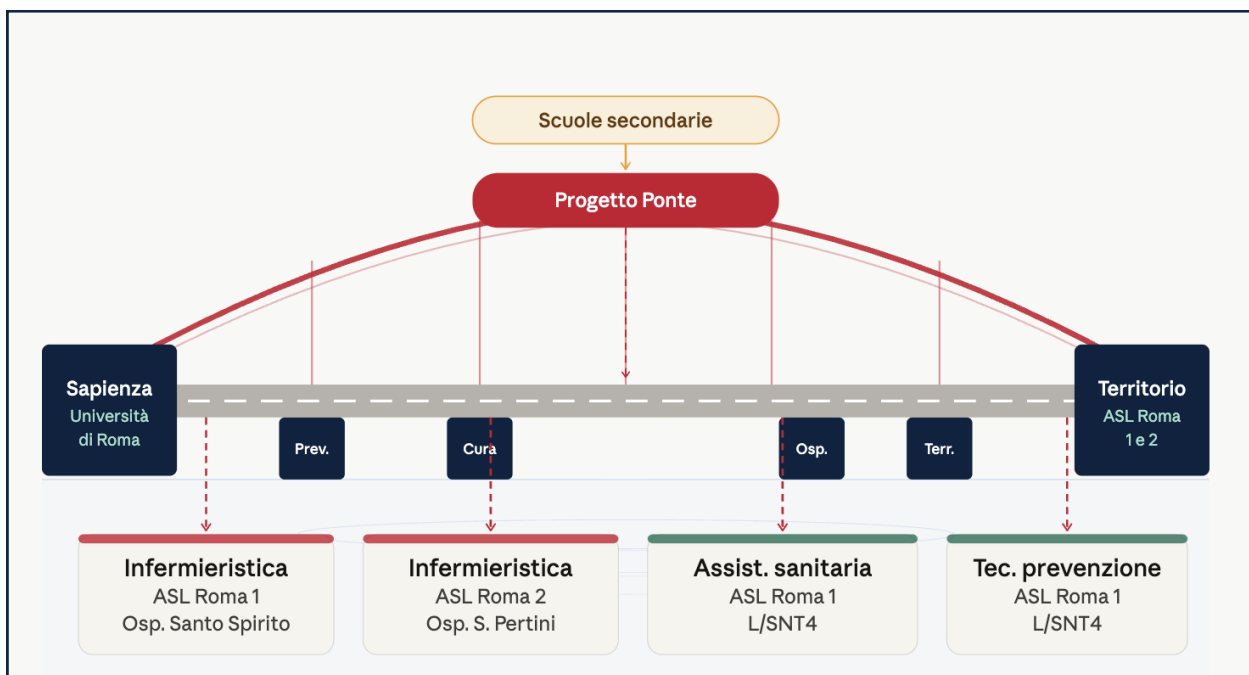 Scuole secondarie
Progetto Ponte
Sapienza
Università
di Roma
Territorio
ASL Roma
1 e 2
Prev.
Cura
Osp.
Terr.
Infermieristica
ASL Roma 1
Osp. Santo Spirito
Infermieristica
ASL Roma 2
Osp. S. Pertini
Assist. sanitaria
ASL Roma 1
L/SNT4
Tec. prevenzione
ASL Roma 1
L/SNT4